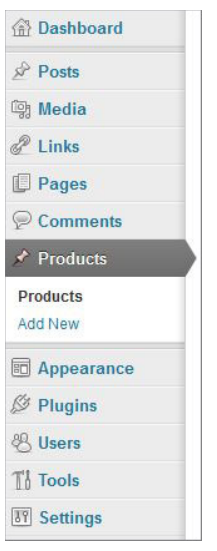 Dashboard
Posts
Media
Links
Pages
Comments
Products
Products
Add New
Appearance
Plugins
Users
Tools
Settings